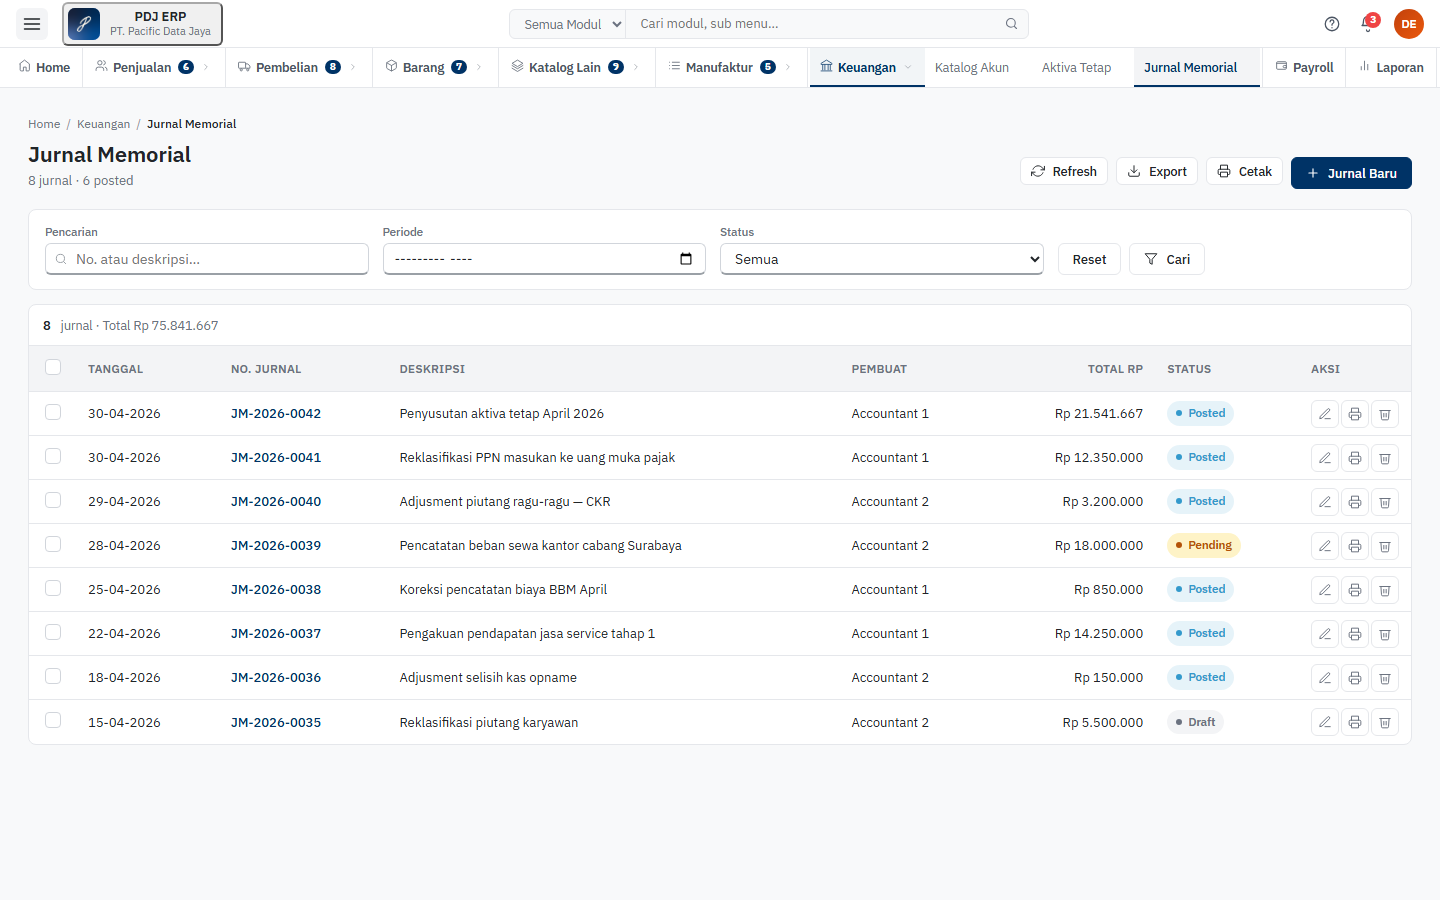 PDJ ERP
PT. Pacific Data Jaya
Semua Modul
Cari modul, sub menu...
3
DE
Home
Penjualan 6
Pembelian 8
Barang 7
Katalog Lain 9
Manufaktur 5
Keuangan
Katalog Akun
Aktiva Tetap
Jurnal Memorial
Payroll
Laporan
Home / Keuangan / Jurnal Memorial
Jurnal Memorial
8 jurnal · 6 posted
Refresh
Export
Cetak
Jurnal Baru
Pencarian
Periode
Status
No. atau deskripsi...
--------- ----
Semua
Reset
Cari
8 jurnal · Total Rp 75.841.667
TANGGAL NO. JURNAL DESKRIPSI PEMBUAT TOTAL RP STATUS AKSI
30-04-2026 JM-2026-0042 Penyusutan aktiva tetap April 2026 Accountant 1 Rp 21.541.667 Posted
30-04-2026 JM-2026-0041 Reklasifikasi PPN masukan ke uang muka pajak Accountant 1 Rp 12.350.000 Posted
29-04-2026 JM-2026-0040 Adjusment piutang ragu-ragu — CKR Accountant 2 Rp 3.200.000 Posted
28-04-2026 JM-2026-0039 Pencatatan beban sewa kantor cabang Surabaya Accountant 2 Rp 18.000.000 Pending
25-04-2026 JM-2026-0038 Koreksi pencatatan biaya BBM April Accountant 1 Rp 850.000 Posted
22-04-2026 JM-2026-0037 Pengakuan pendapatan jasa service tahap 1 Accountant 1 Rp 14.250.000 Posted
18-04-2026 JM-2026-0036 Adjusment selisih kas opname Accountant 2 Rp 150.000 Posted
15-04-2026 JM-2026-0035 Reklasifikasi piutang karyawan Accountant 2 Rp 5.500.000 Draft